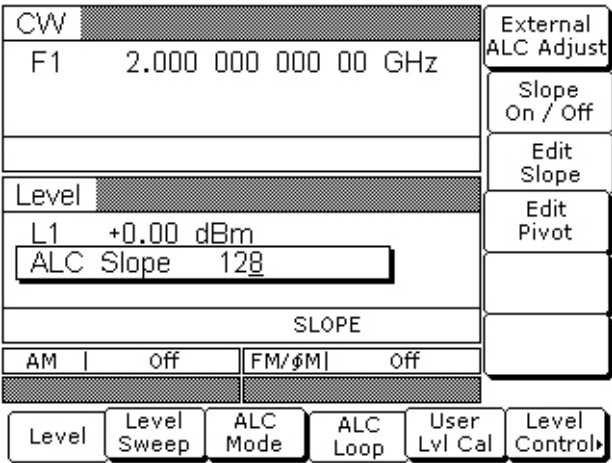 CW
F1 2.000 000 000 00 GHz
Level
L1 +0.00 dBm
ALC Slope 128
SLOPE
AM | Off FM/ɸM| Off
External
ALC Adjust
Slope
On / Off
Edit
Slope
Edit
Pivot
Level
Level
Sweep
ALC
Mode
ALC
Loop
User
Lvl Cal
Level
Control▸